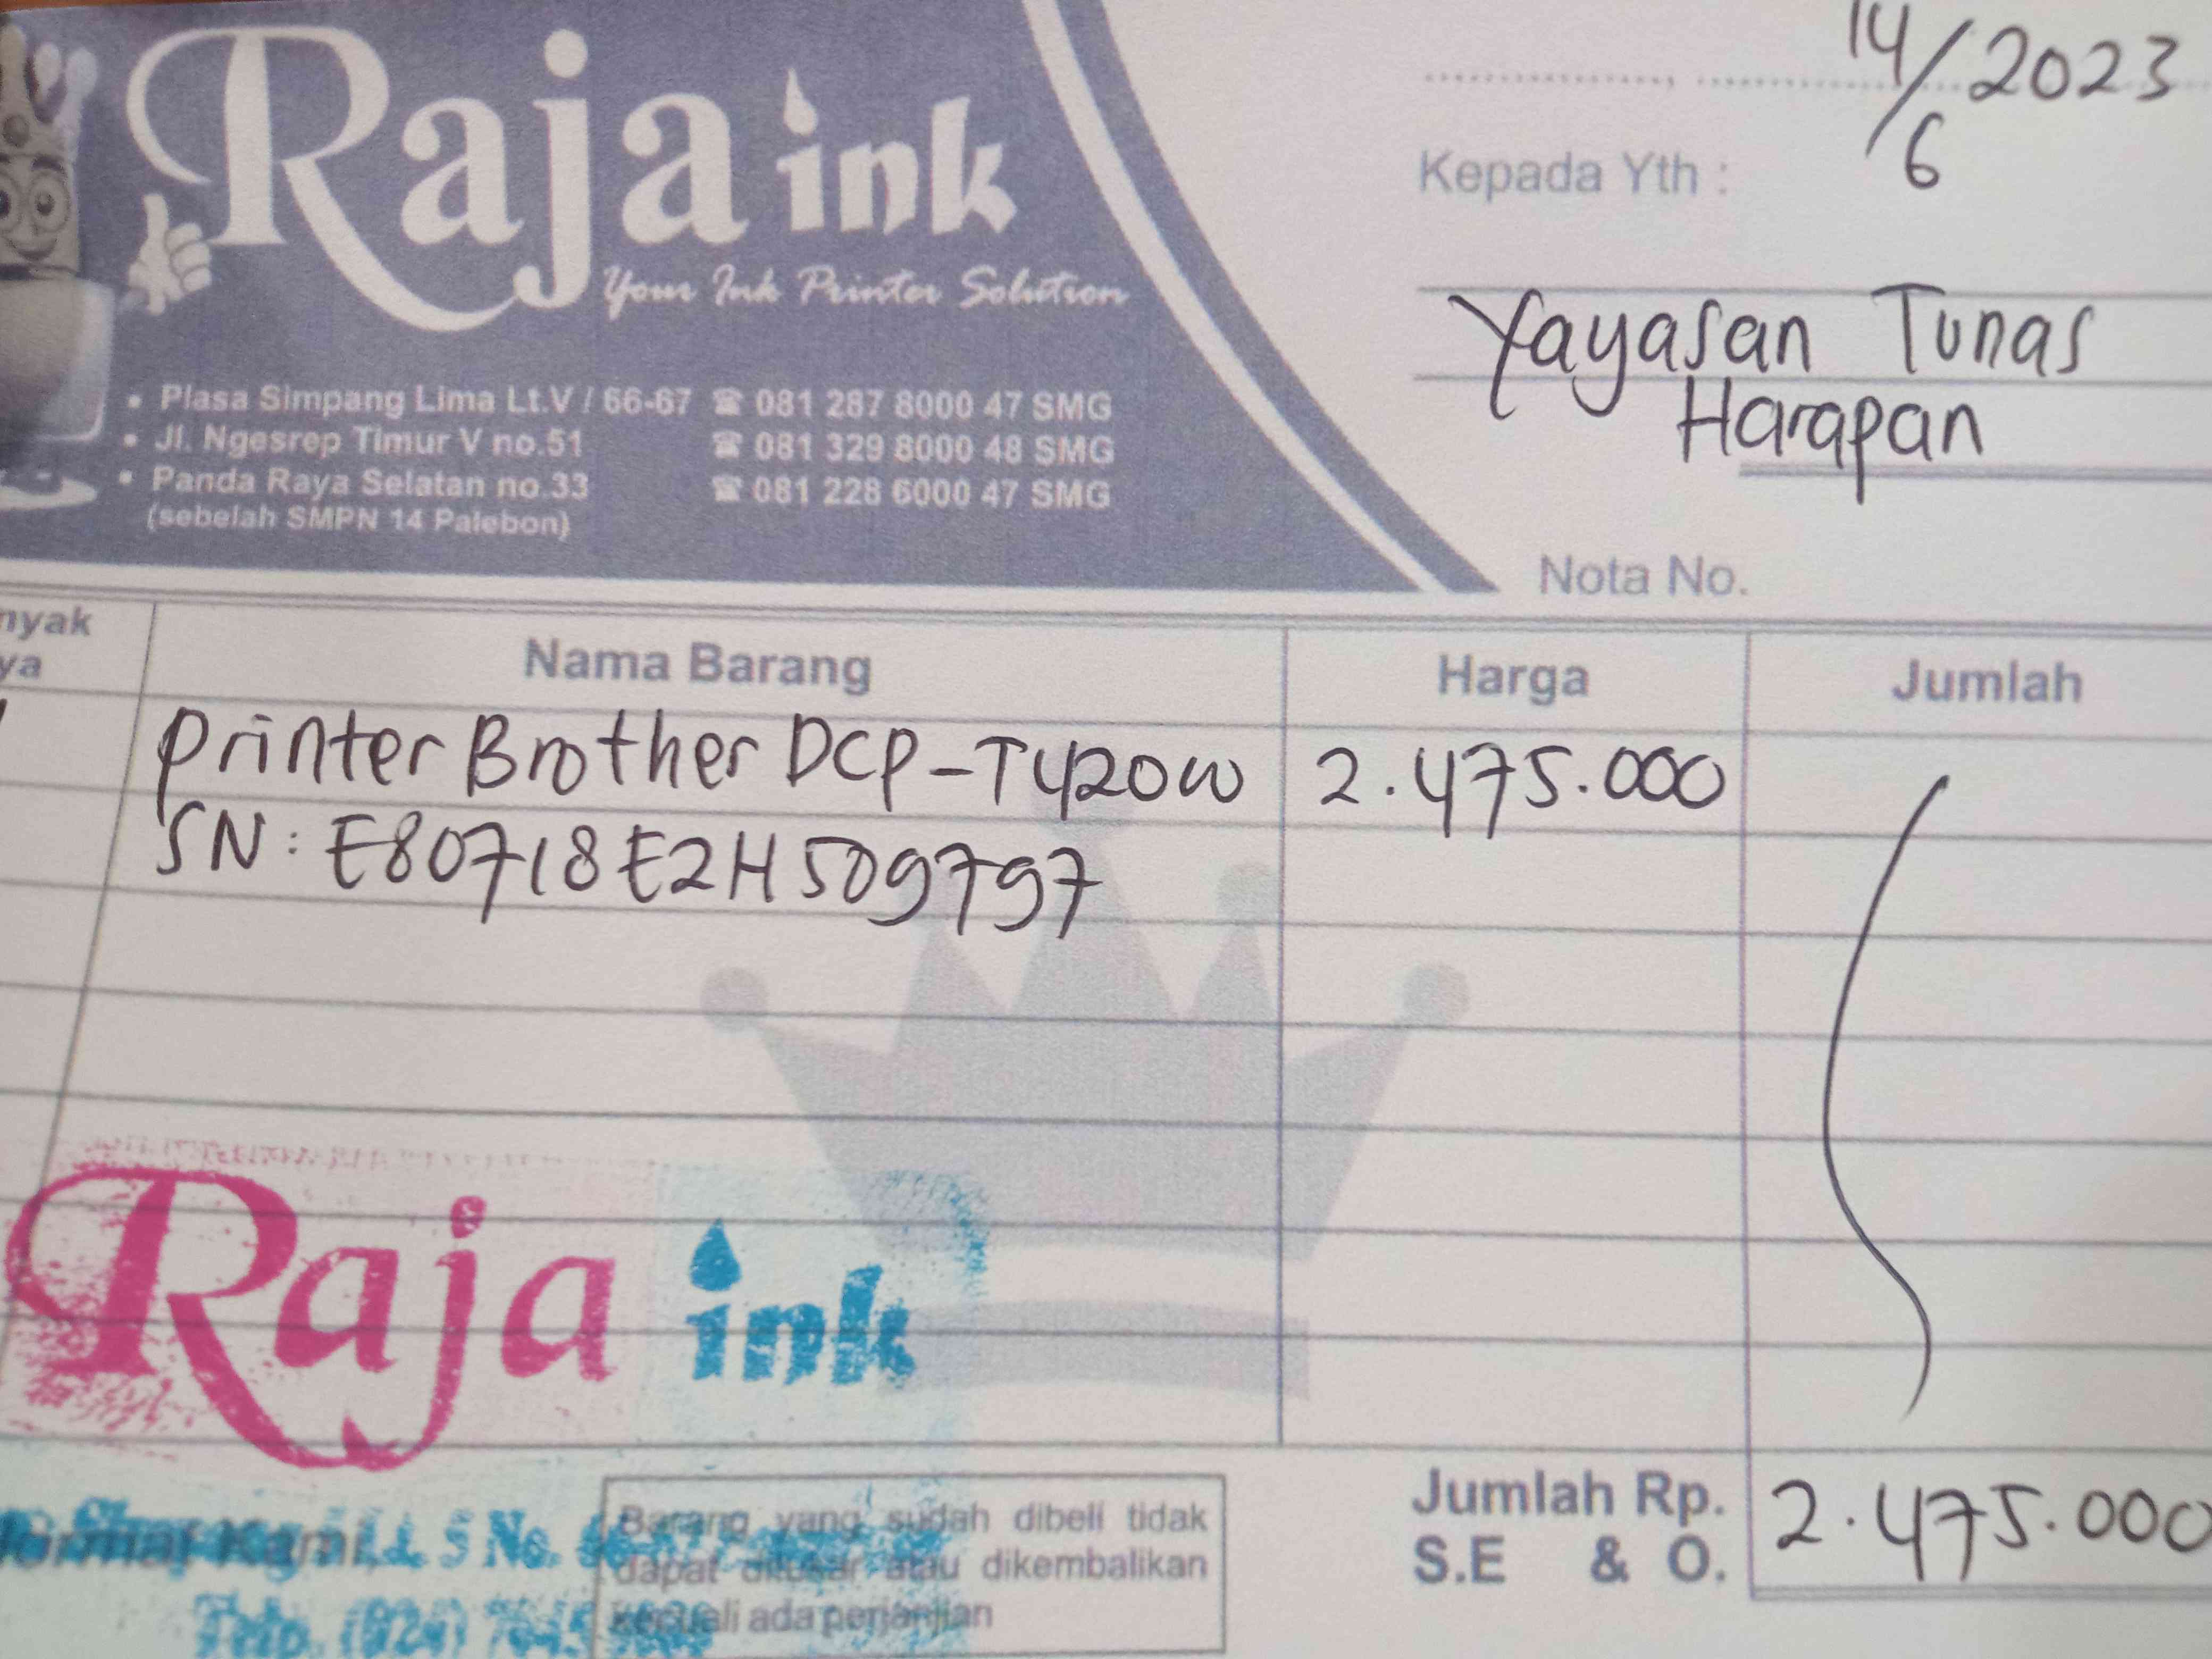 Raja ink
Your Ink Printer Solution
• Plasa Simpang Lima Lt.V / 66-67 ☎ 081 287 8000 47 SMG
• Jl. Ngesrep Timur V no.51 ☎ 081 329 8000 48 SMG
• Panda Raya Selatan no.33 ☎ 081 228 6000 47 SMG
(sebelah SMPN 14 Palebon)
14/6 2023
Kepada Yth :
Yayasan Tunas
Harapan
Nota No.
nyak
ya
Nama Barang
Harga
Jumlah
Printer Brother DCP-T420W 2.475.000
SN: E80718E2H509797
Raja ink
Hormat Kami,
Barang yang sudah dibeli tidak
dapat ditukar atau dikembalikan
kecuali ada perjanjian
Jumlah Rp. 2.475.000
S.E & O.